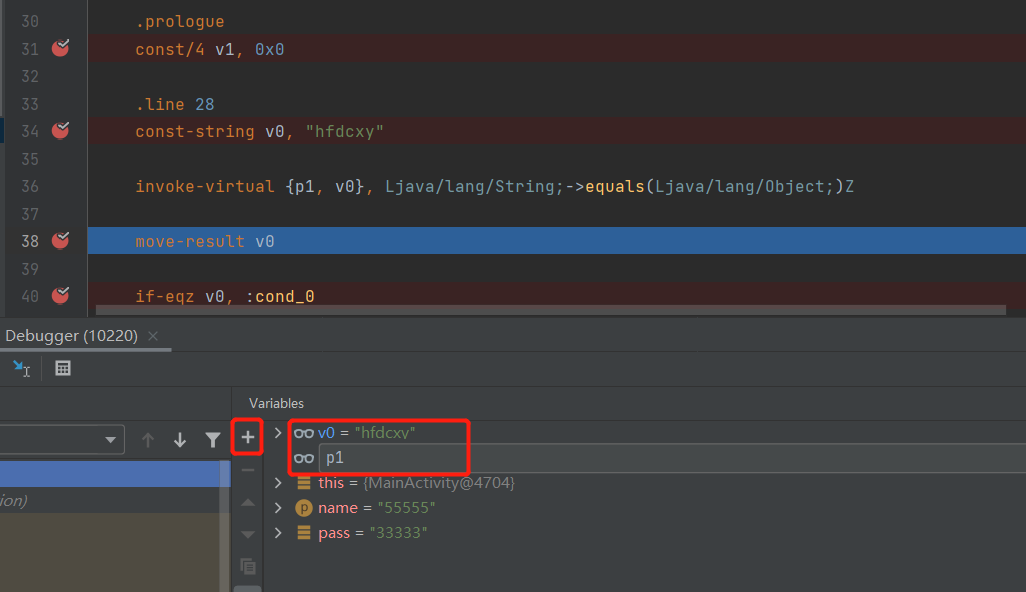 30 .prologue
31 const/4 v1, 0x0
32
33 .line 28
34 const-string v0, "hfdcxy"
35
36 invoke-virtual {p1, v0}, Ljava/lang/String;->equals(Ljava/lang/Object;)Z
37
38 move-result v0
39
40 if-eqz v0, :cond_0
Debugger (10220)
Variables
v0 = "hfdcxy"
p1
this = {MainActivity@4704}
ion)
p name = "55555"
pass = "33333"